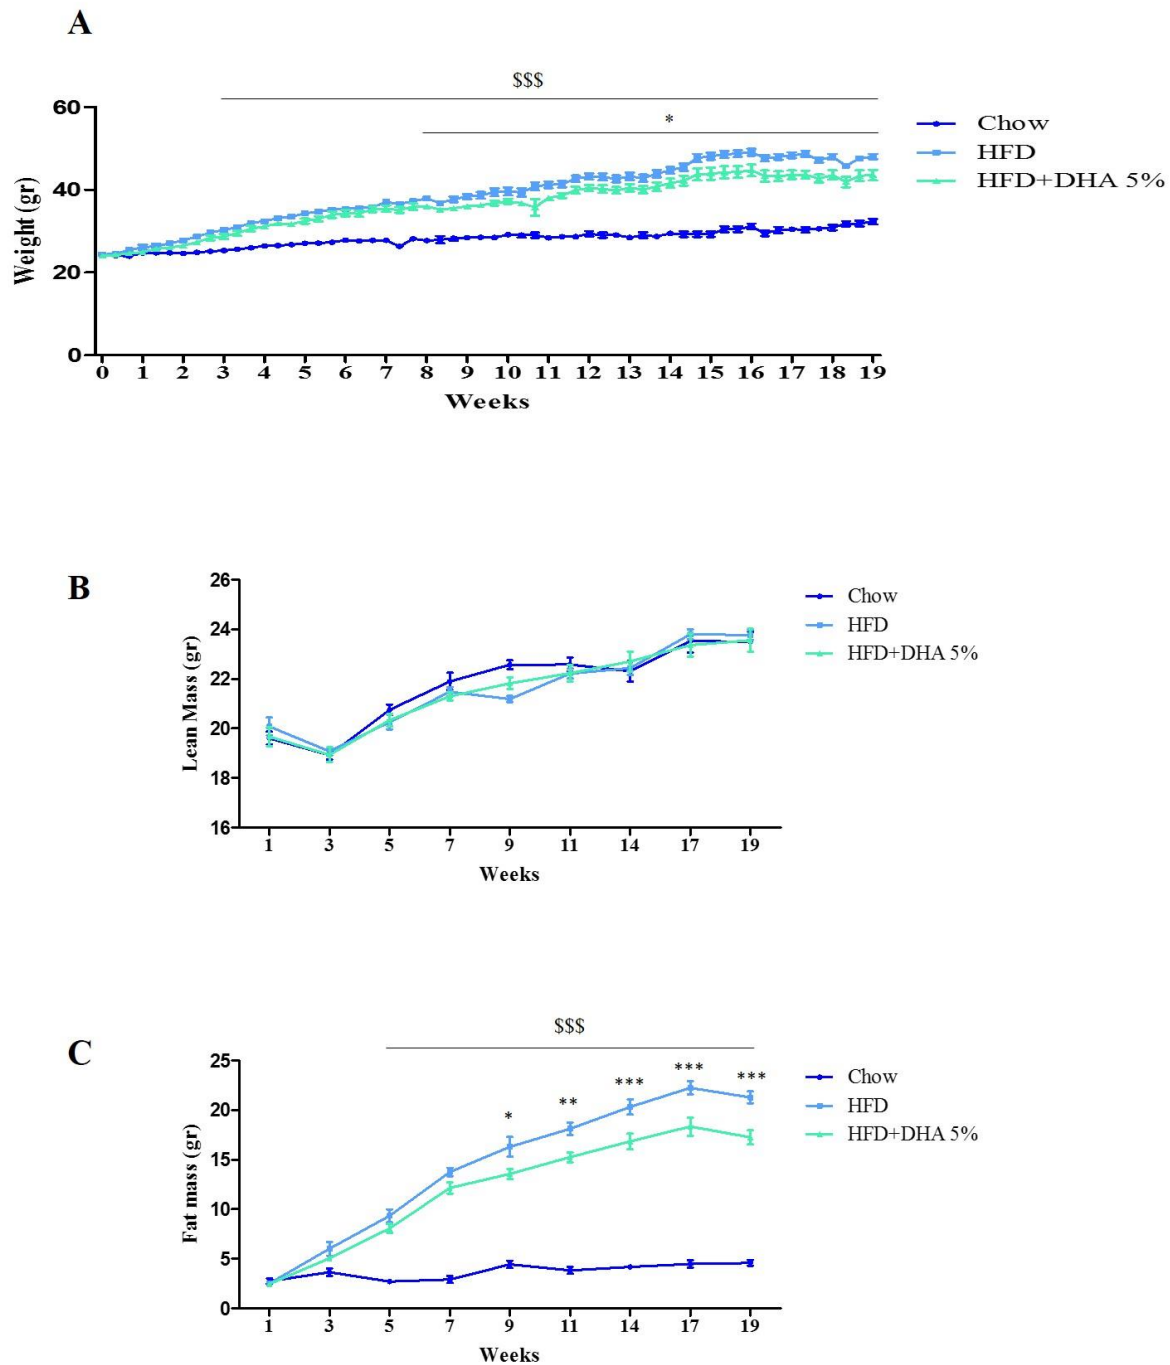 A
$$$
*
60
40
20
0
Weight (gr)
0 1 2 3 4 5 6 7 8 9 10 11 12 13 14 15 16 17 18 19
Weeks
Chow
HFD
HFD+DHA 5%
B
26
24
22
20
18
16
Lean Mass (gr)
1 3 5 7 9 11 14 17 19
Weeks
Chow
HFD
HFD+DHA 5%
C
$$$
* ** *** *** ***
25
20
15
10
5
0
Fat mass (gr)
1 3 5 7 9 11 14 17 19
Weeks
Chow
HFD
HFD+DHA 5%